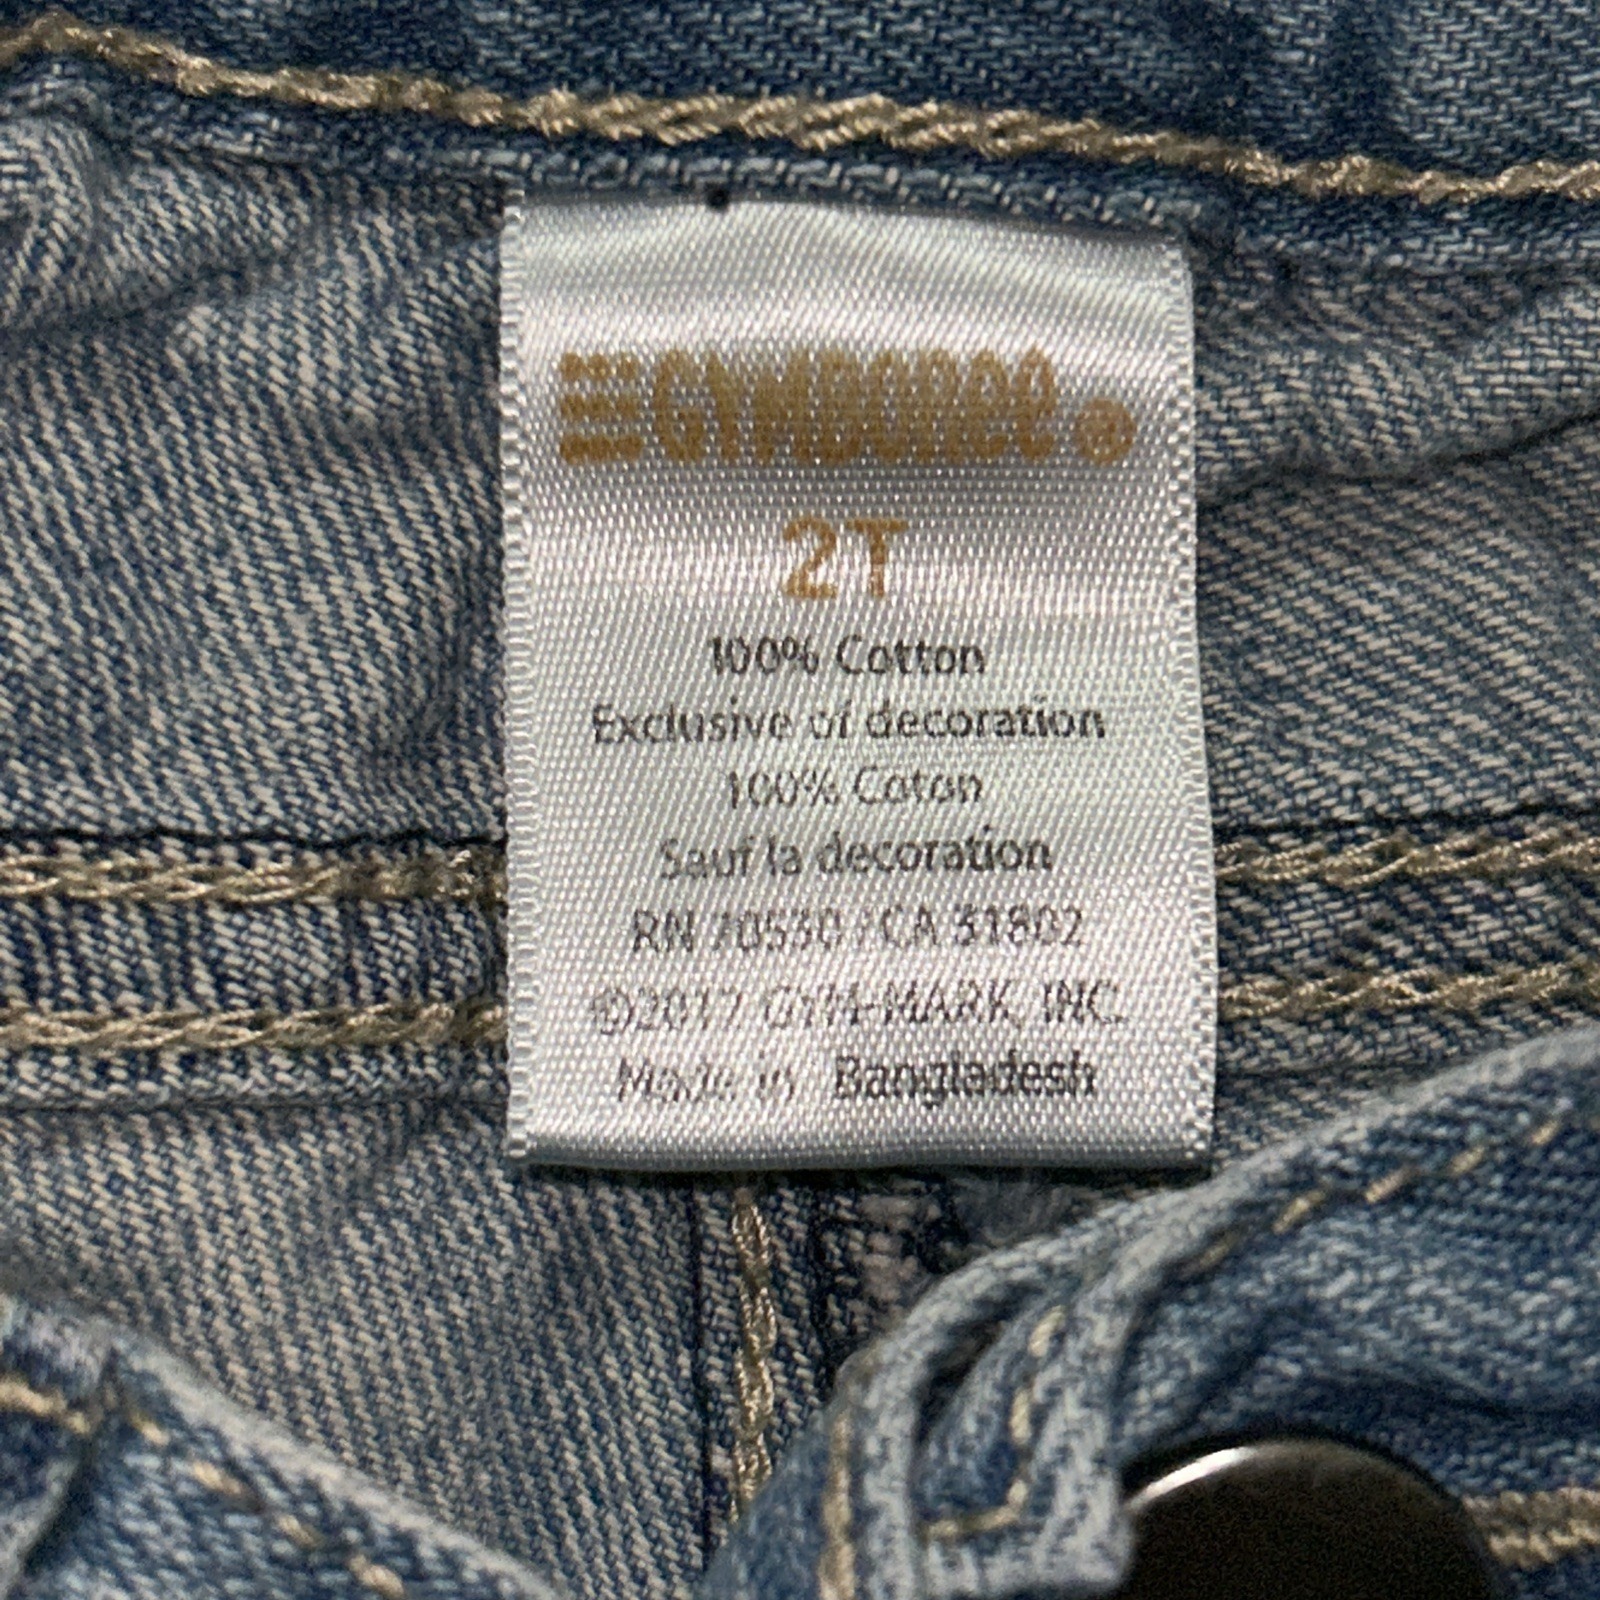 GYMBOREE®
2T
100% Cotton
Exclusive of decoration
100% Coton
Sauf la decoration
RN 70530 / CA 31802
©2017 GYM-MARK, INC.
Made in Bangladesh